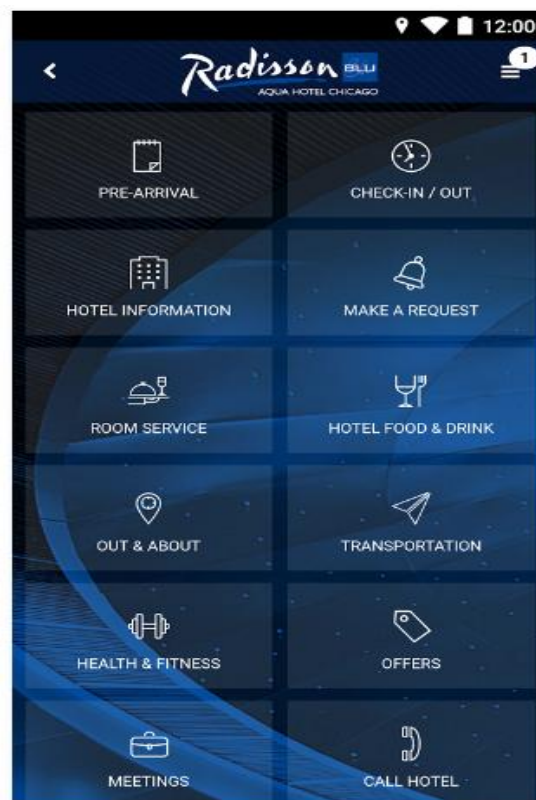 12:00
Radisson BLU
1
AQUA HOTEL CHICAGO
PRE-ARRIVAL
CHECK-IN / OUT
HOTEL INFORMATION
MAKE A REQUEST
ROOM SERVICE
HOTEL FOOD & DRINK
OUT & ABOUT
TRANSPORTATION
HEALTH & FITNESS
OFFERS
MEETINGS
CALL HOTEL